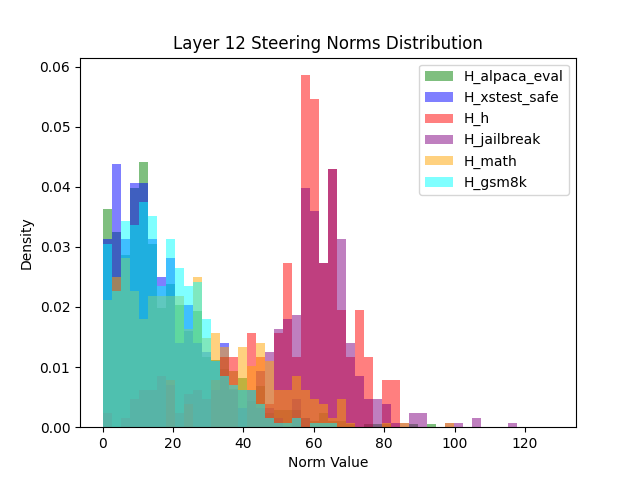 Layer 12 Steering Norms Distribution
0.06
0.05
0.04
0.03
0.02
0.01
0.00
Density
H_alpaca_eval
H_xstest_safe
H_h
H_jailbreak
H_math
H_gsm8k
0 20 40 60 80 100 120
Norm Value